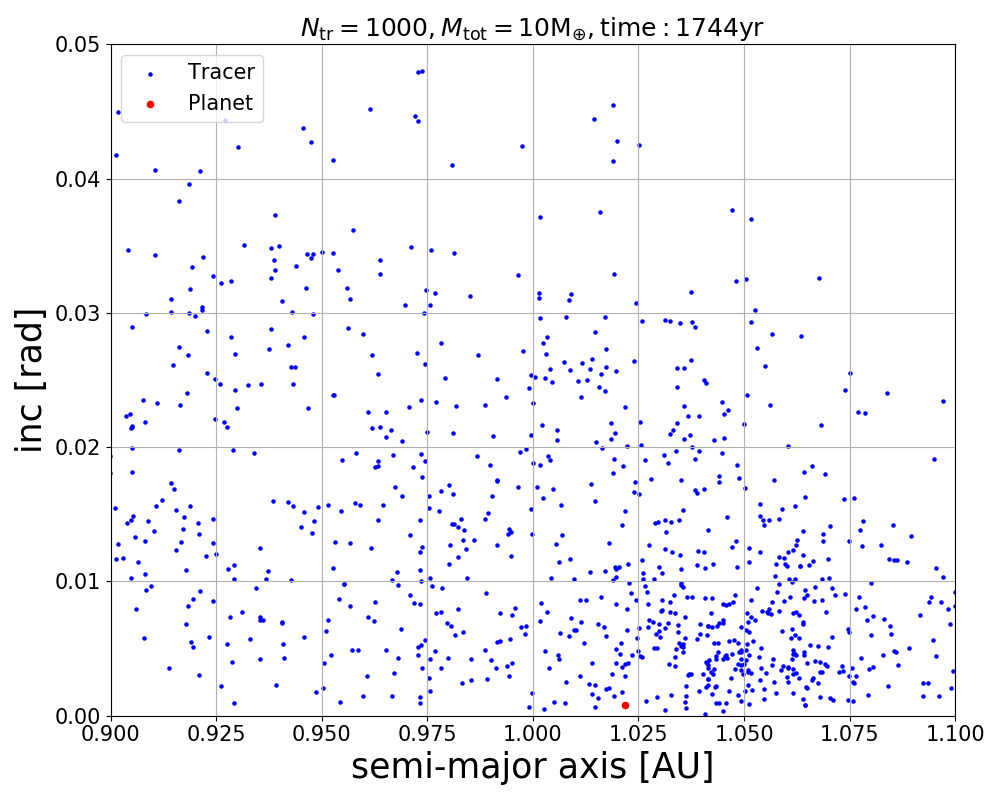 N_tr = 1000, M_tot = 10M_⊕, time : 1744yr
Tracer
Planet
inc [rad]
0.05
0.04
0.03
0.02
0.01
0.00
0.900 0.925 0.950 0.975 1.000 1.025 1.050 1.075 1.100
semi-major axis [AU]